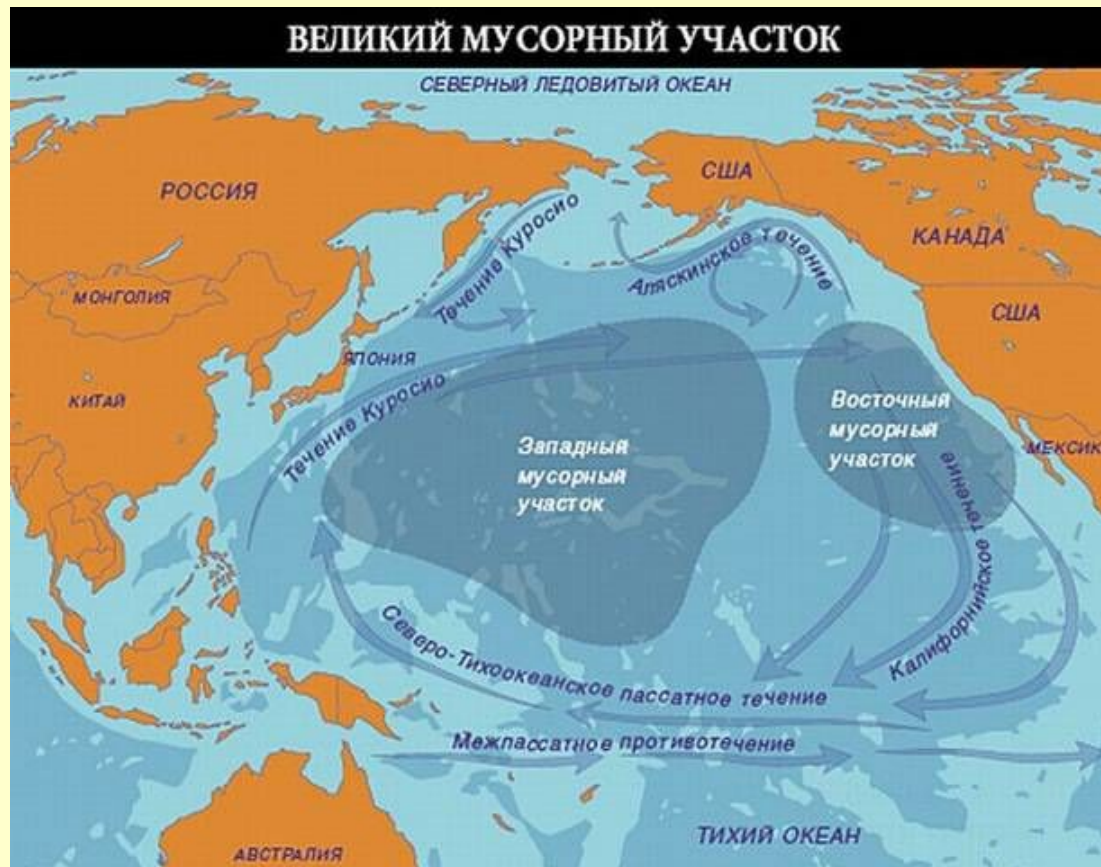 ВЕЛИКИЙ МУСОРНЫЙ УЧАСТОК
СЕВЕРНЫЙ ЛЕДОВИТЫЙ ОКЕАН
РОССИЯ
США
КАНАДА
Течение Куросио
Аляскинское течение
МОНГОЛИЯ
США
ЯПОНИЯ
КИТАЙ
Течение Куросио
Западный
мусорный
участок
Восточный
мусорный
участок
МЕКСИК
Калифорнийское течение
Северо-Тихоокеанское пассатное течение
Межпассатное противотечение
ТИХИЙ ОКЕАН
АВСТРАЛИЯ